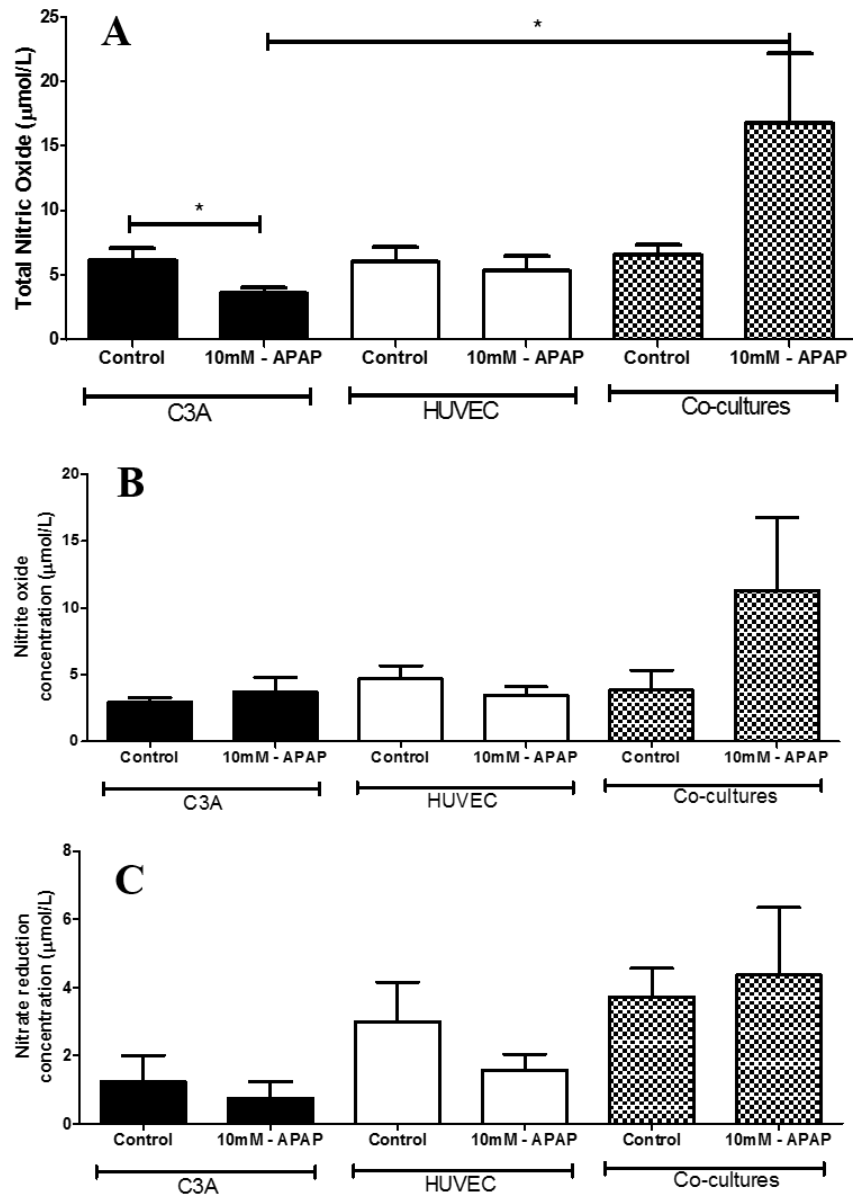 A
*
*
Total Nitric Oxide (μmol/L)
25
20
15
10
5
0
Control
10mM - APAP
Control
10mM - APAP
Control
10mM - APAP
C3A
HUVEC
Co-cultures
B
Nitrite oxide
concentration (μmol/L)
20
15
10
5
0
Control
10mM - APAP
Control
10mM - APAP
Control
10mM - APAP
C3A
HUVEC
Co-cultures
C
Nitrate reduction
concentration (μmol/L)
8
6
4
2
0
Control
10mM - APAP
Control
10mM - APAP
Control
10mM - APAP
C3A
HUVEC
Co-cultures